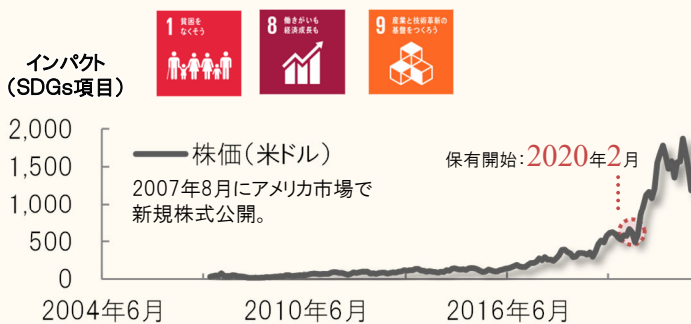 1 貧困を
なくそう
8 働きがいも
経済成長も
9 産業と技術革新の
基盤をつくろう
インパクト
（SDGs項目）
2,000
1,500
1,000
500
0
株価（米ドル）
2007年8月にアメリカ市場で
新規株式公開。
保有開始：2020年2月
2004年6月
2010年6月
2016年6月